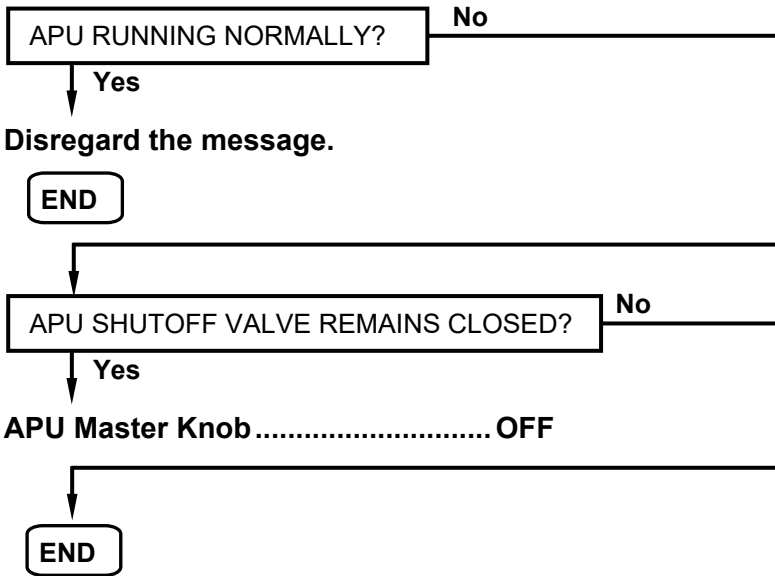 No
APU RUNNING NORMALLY?
Yes
Disregard the message.
END
No
APU SHUTOFF VALVE REMAINS CLOSED?
Yes
APU Master Knob............................. OFF
END